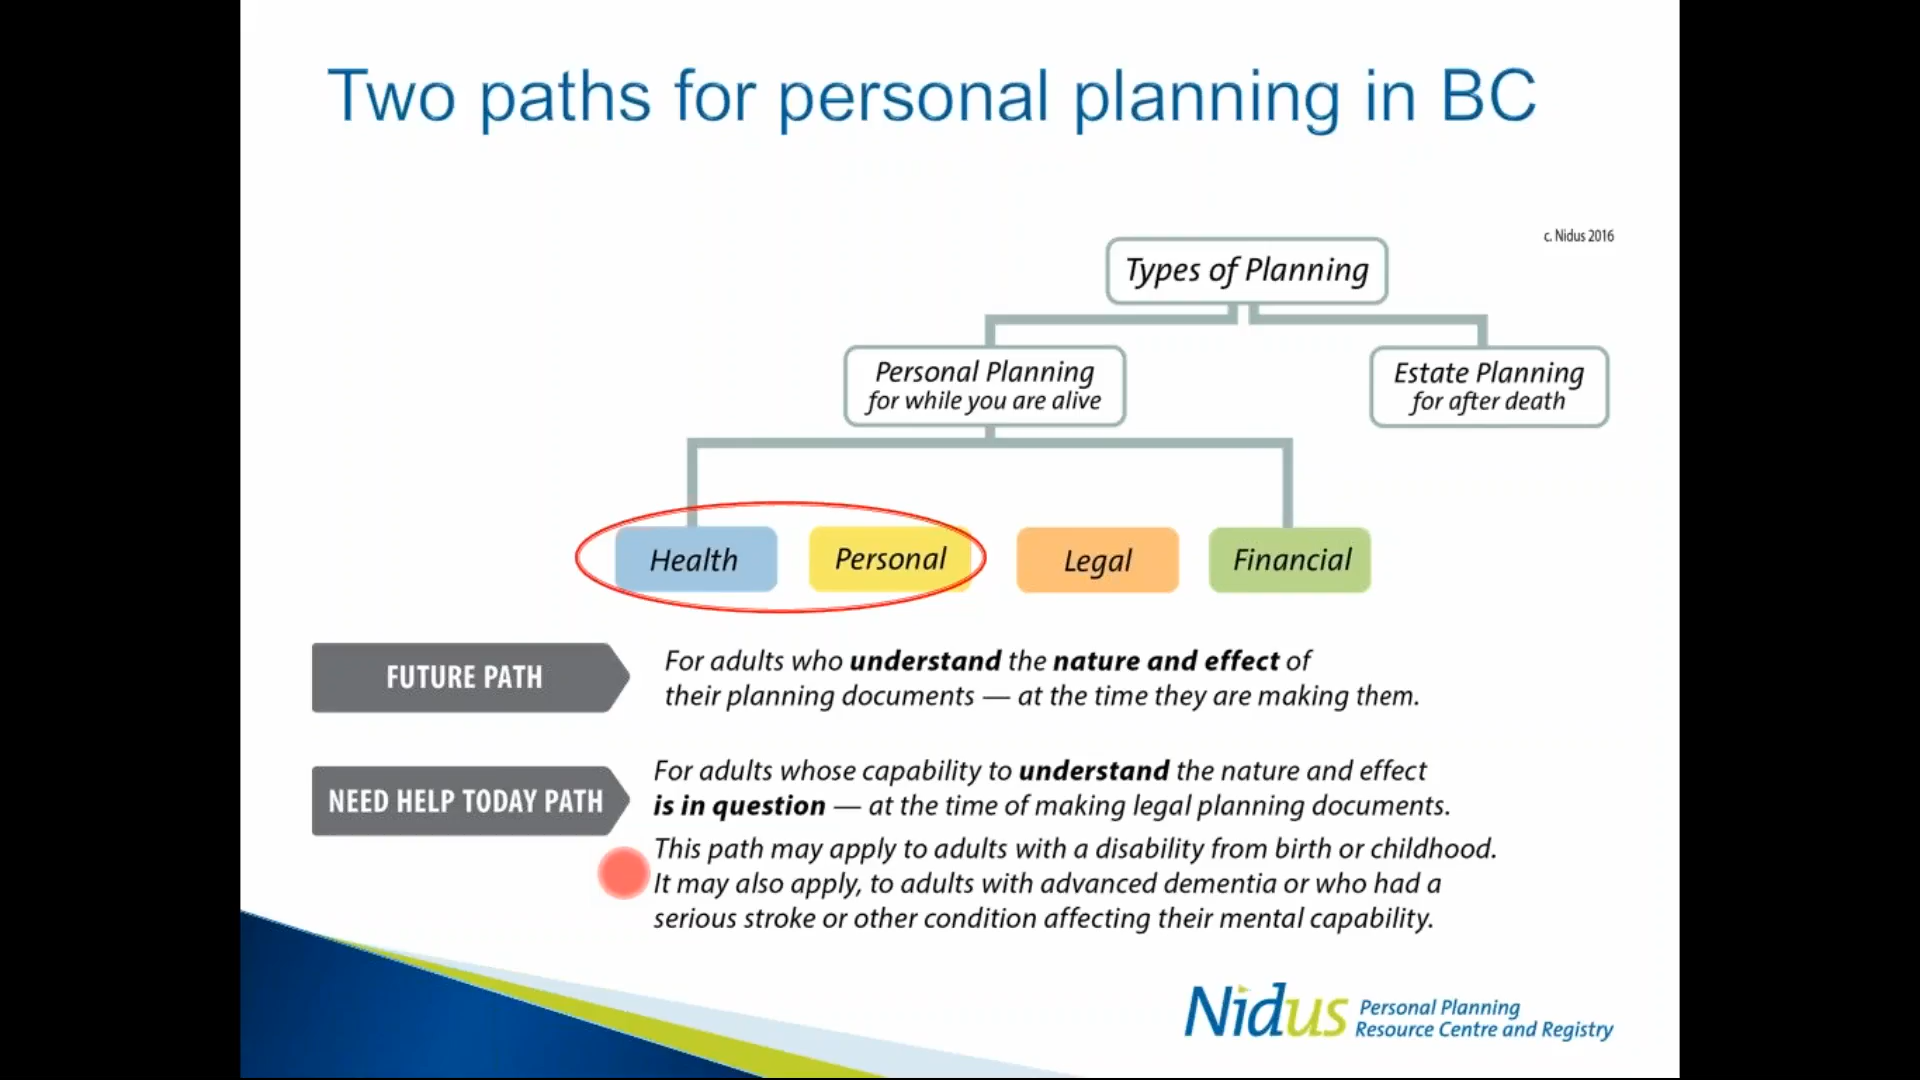 Two paths for personal planning in BC
c. Nidus 2016
Types of Planning
Personal Planning
for while you are alive
Estate Planning
for after death
Health
Personal
Legal
Financial
FUTURE PATH
For adults who understand the nature and effect of
their planning documents — at the time they are making them.
NEED HELP TODAY PATH
For adults whose capability to understand the nature and effect
is in question — at the time of making legal planning documents.
This path may apply to adults with a disability from birth or childhood.
It may also apply, to adults with advanced dementia or who had a
serious stroke or other condition affecting their mental capability.
Nidus
Personal Planning
Resource Centre and Registry